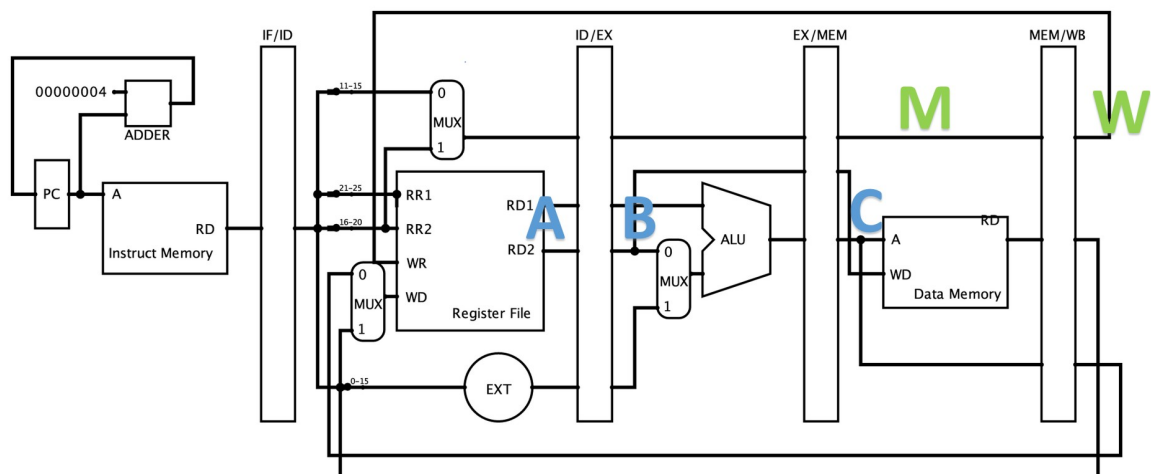 IF/ID
ID/EX
EX/MEM
MEM/WB
00000004
ADDER
11-15
0
MUX
1
M
W
PC
A
RD
Instruct Memory
21-25
16-20
RR1
RR2
WR
WD
RD1
RD2
Register File
A
B
ALU
C
A
RD
WD
Data Memory
0
MUX
1
0
MUX
1
0-15
EXT